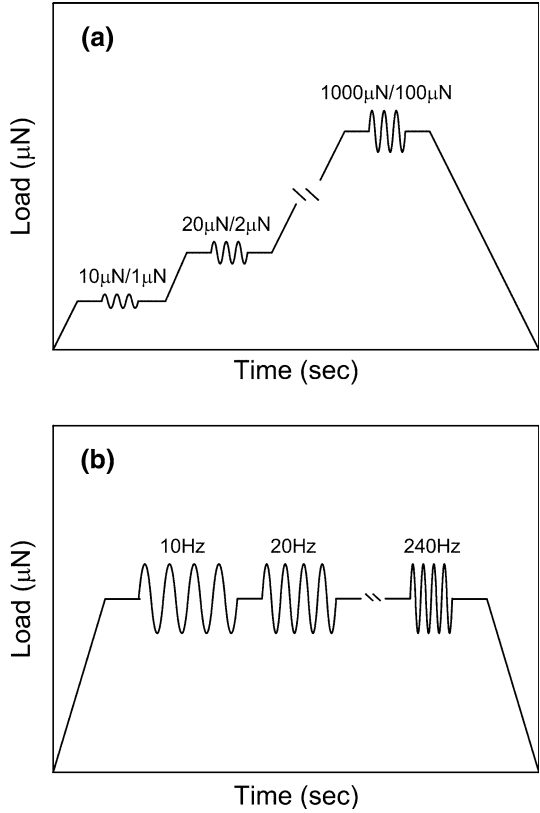 (a)
1000μN/100μN
20μN/2μN
10μN/1μN
Load (μN)
Time (sec)
(b)
10Hz 20Hz 240Hz
Load (μN)
Time (sec)